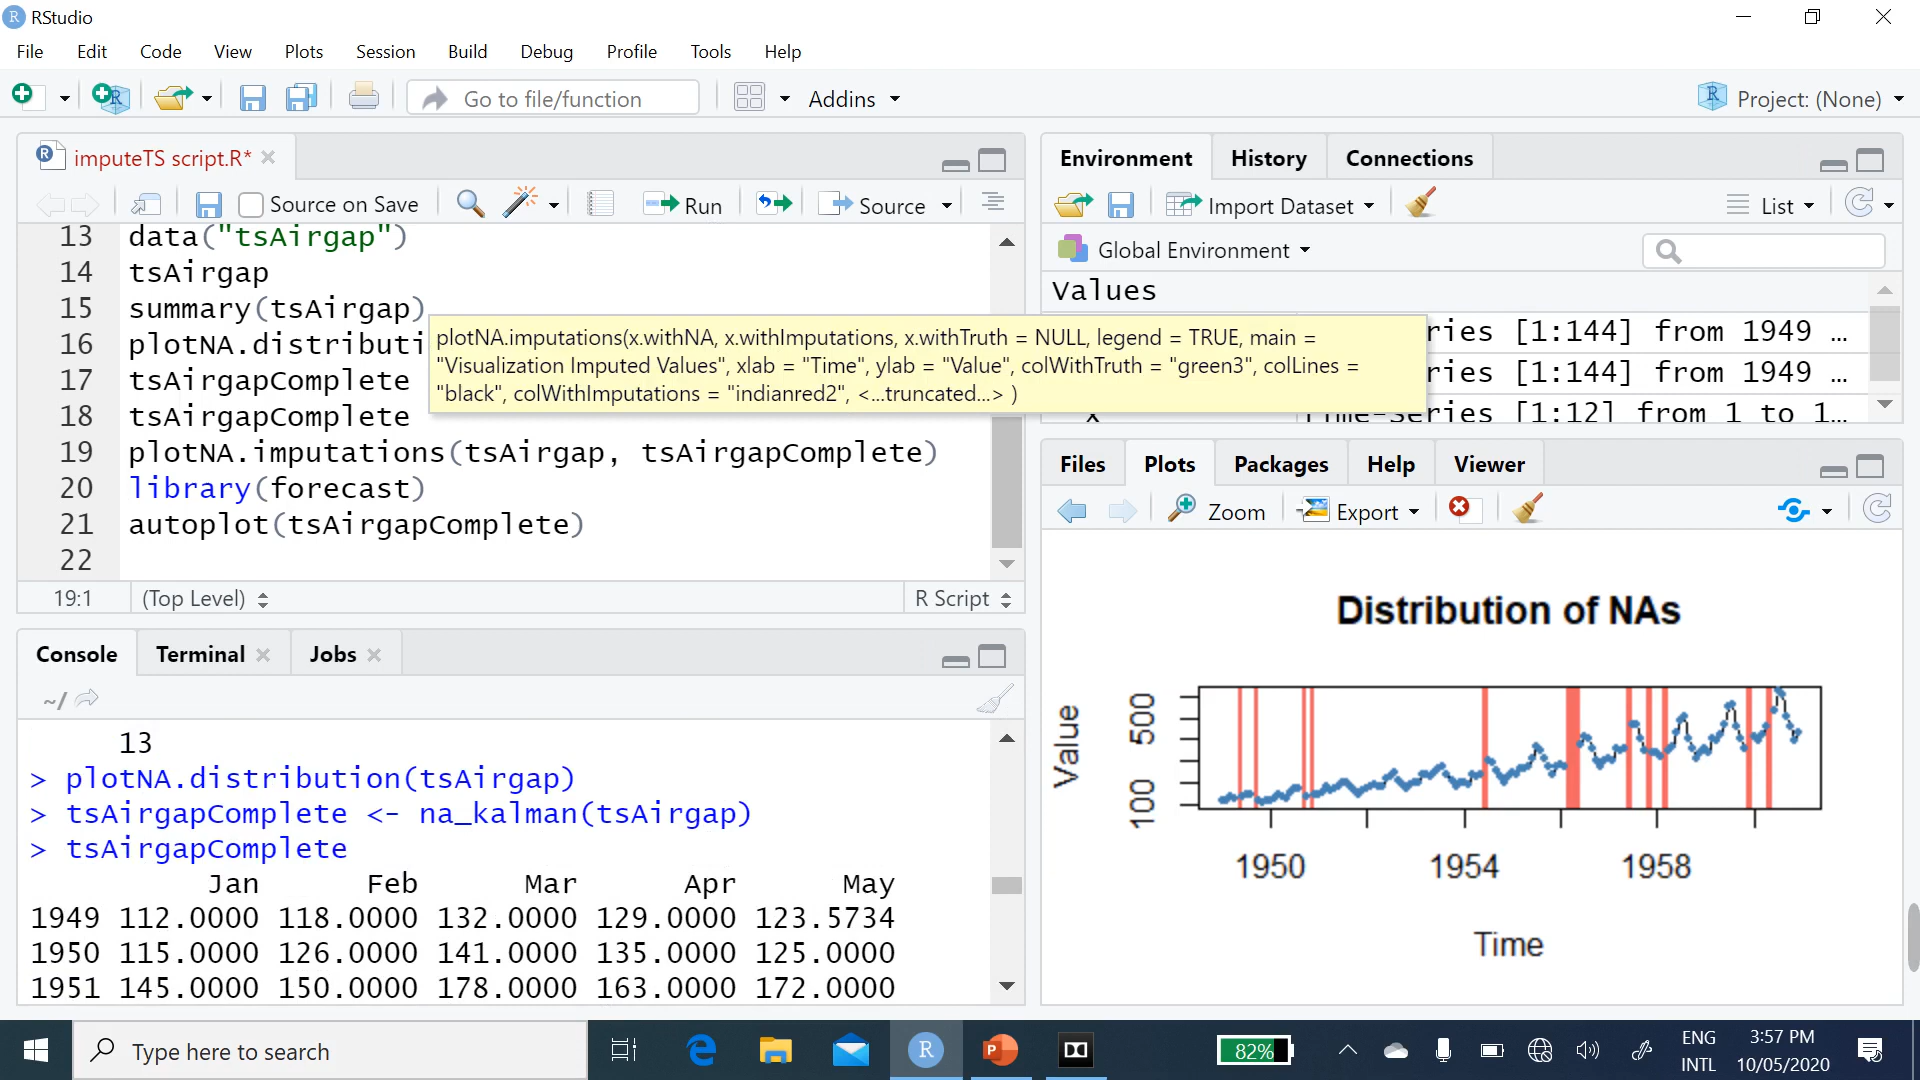 RStudio
File Edit Code View Plots Session Build Debug Profile Tools Help
Go to file/function Addins Project: (None)
imputeTS script.R*
Source on Save Run Source
13 data("tsAirgap")
14 tsAirgap
15 summary(tsAirgap)
16 plotNA.distributi
17 tsAirgapComplete
18 tsAirgapComplete
19 plotNA.imputations(tsAirgap, tsAirgapComplete)
20 library(forecast)
21 autoplot(tsAirgapComplete)
22
plotNA.imputations(x.withNA, x.withImputations, x.withTruth = NULL, legend = TRUE, main =
"Visualization Imputed Values", xlab = "Time", ylab = "Value", colWithTruth = "green3", colLines =
"black", colWithImputations = "indianred2", <...truncated...> )
19:1 (Top Level) R Script
Console Terminal Jobs
~/
13
> plotNA.distribution(tsAirgap)
> tsAirgapComplete <- na_kalman(tsAirgap)
> tsAirgapComplete
Jan Feb Mar Apr May
1949 112.0000 118.0000 132.0000 129.0000 123.5734
1950 115.0000 126.0000 141.0000 135.0000 125.0000
1951 145.0000 150.0000 178.0000 163.0000 172.0000
Environment History Connections
Import Dataset List
Global Environment
Values
ries [1:144] from 1949 ...
ries [1:144] from 1949 ...
x Time-Series [1:12] from 1 to 1...
Files Plots Packages Help Viewer
Zoom Export
Distribution of NAs
Value
500
100
1950 1954 1958
Time
Type here to search
82%
ENG
INTL
3:57 PM
10/05/2020